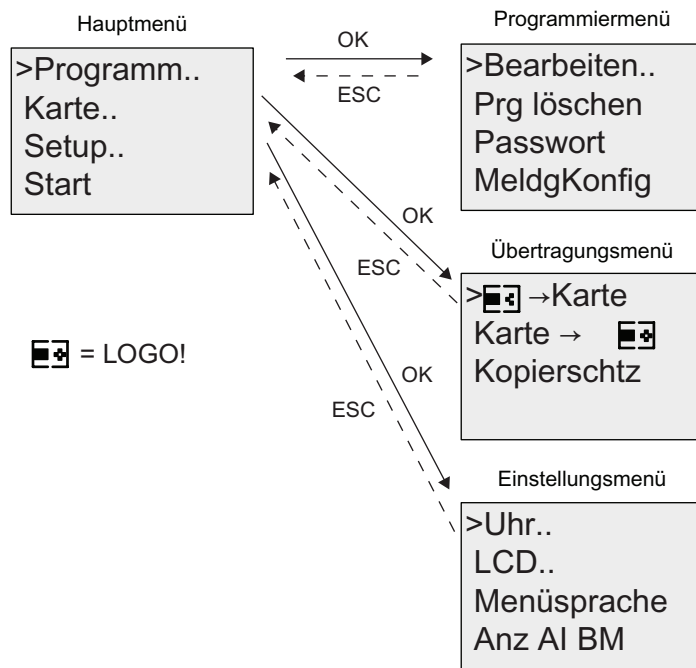 Hauptmenü
>Programm..
Karte..
Setup..
Start
OK
ESC
Programmiermenü
>Bearbeiten..
Prg löschen
Passwort
MeldgKonfig
OK
ESC
Übertragungsmenü
> →Karte
Karte →
Kopierschtz
= LOGO!
OK
ESC
Einstellungsmenü
>Uhr..
LCD..
Menüsprache
Anz AI BM